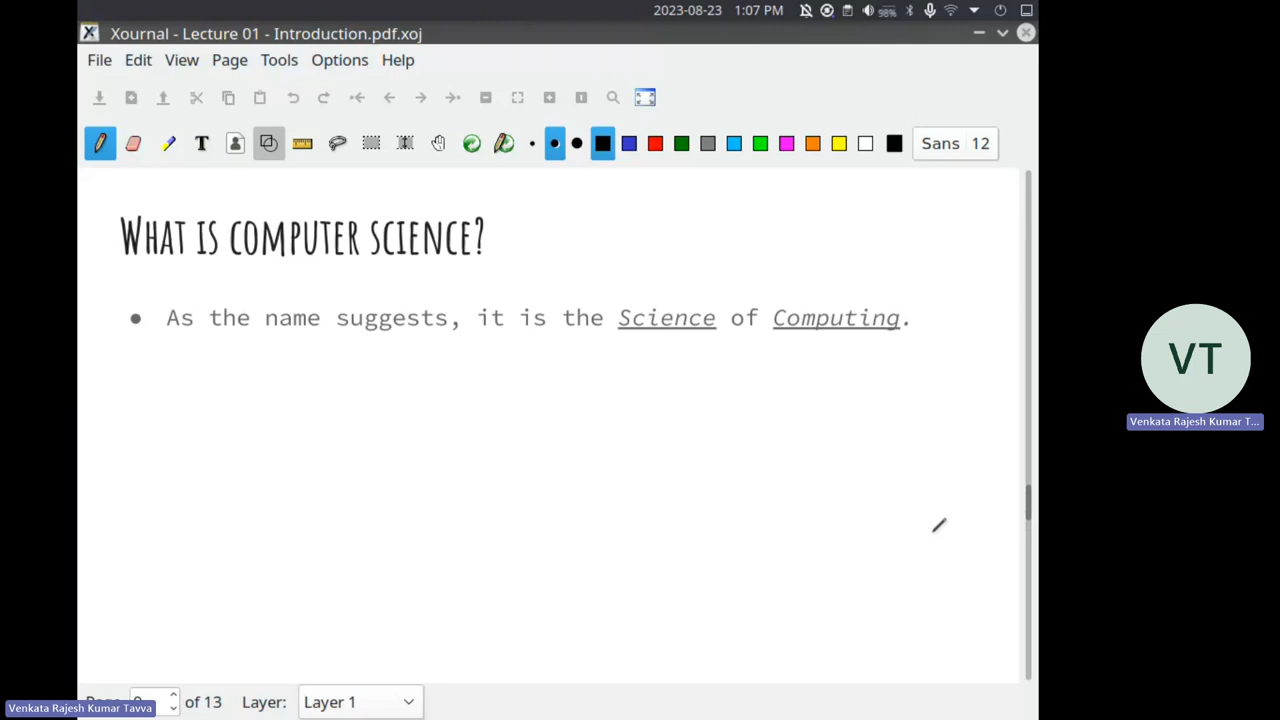 2023-08-23 1:07 PM 98%
Xournal - Lecture 01 - Introduction.pdf.xoj
File Edit View Page Tools Options Help
T Sans 12
WHAT IS COMPUTER SCIENCE?
● As the name suggests, it is the Science of Computing.
VT
Venkata Rajesh Kumar T...
of 13 Layer: Layer 1
Venkata Rajesh Kumar Tavva